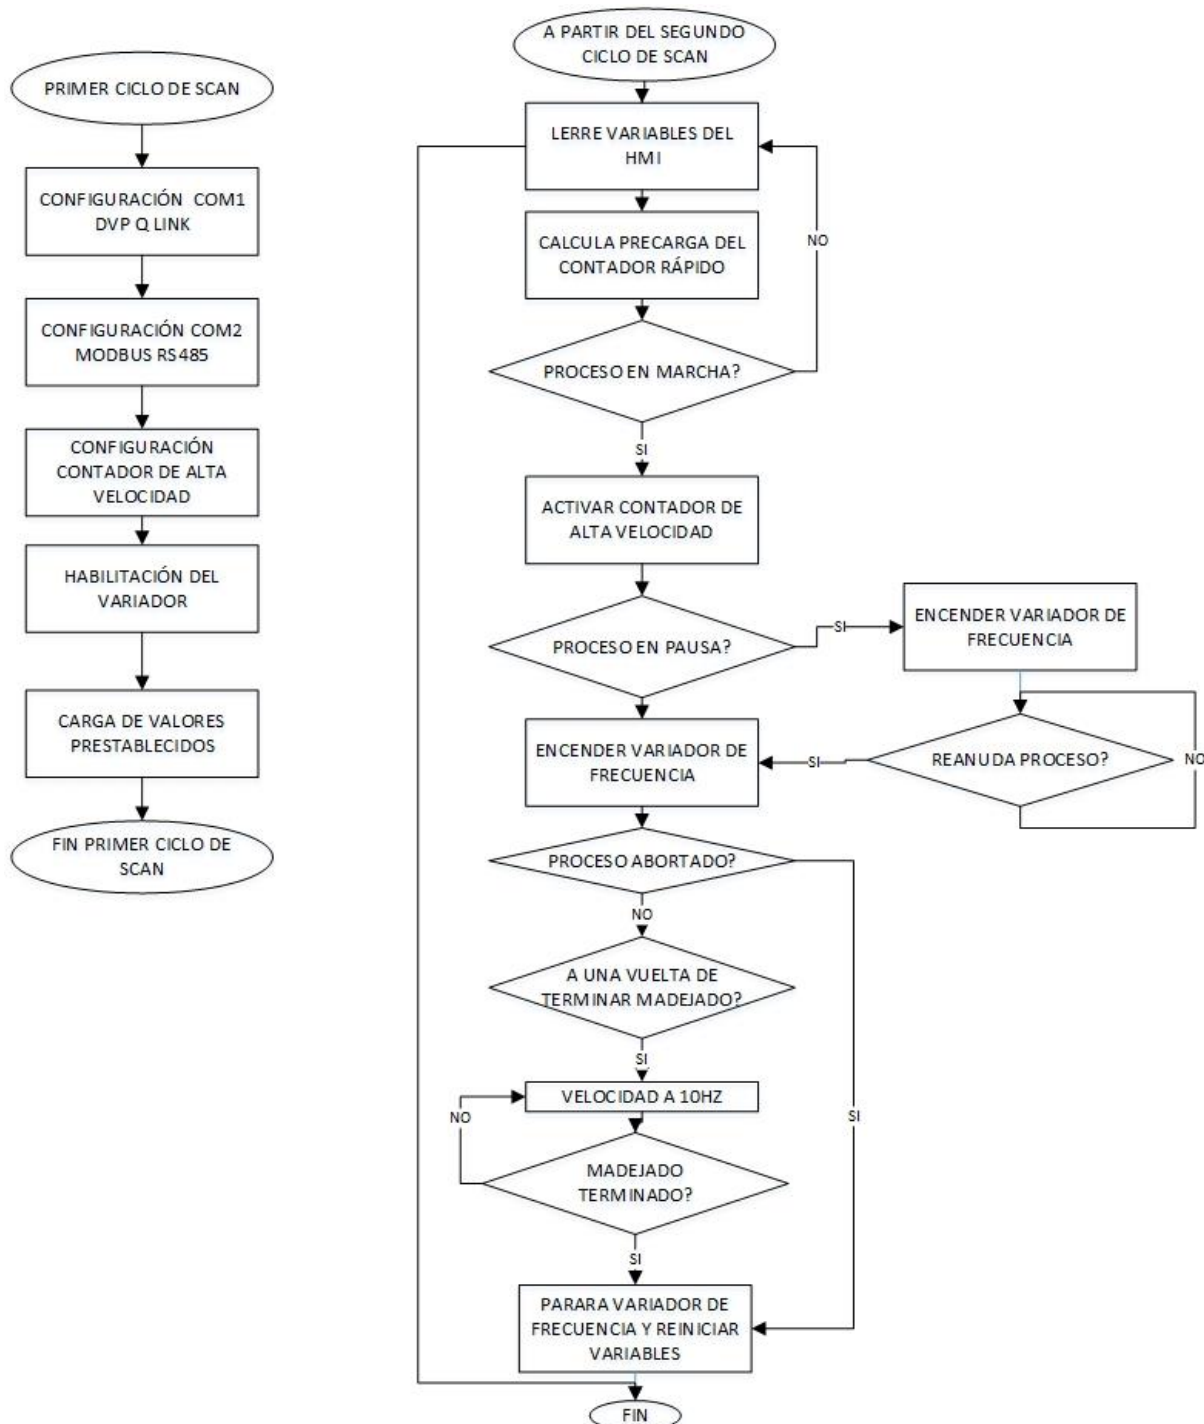 PRIMER CICLO DE SCAN
CONFIGURACIÓN COM1
DVP Q LINK
CONFIGURACIÓN COM2
MODBUS RS485
CONFIGURACIÓN
CONTADOR DE ALTA
VELOCIDAD
HABILITACIÓN DEL
VARIADOR
CARGA DE VALORES
PRESTABLECIDOS
FIN PRIMER CICLO DE
SCAN
A PARTIR DEL SEGUNDO
CICLO DE SCAN
LERRE VARIABLES DEL
HMI
CALCULA PRECARGA DEL
CONTADOR RÁPIDO
NO
PROCESO EN MARCHA?
SI
ACTIVAR CONTADOR DE
ALTA VELOCIDAD
PROCESO EN PAUSA?
SI
ENCENDER VARIADOR DE
FRECUENCIA
ENCENDER VARIADOR DE
FRECUENCIA
SI
REANUDA PROCESO?
NO
PROCESO ABORTADO?
NO
A UNA VUELTA DE
TERMINAR MADEJADO?
SI
VELOCIDAD A 10HZ
NO
SI
MADEJADO
TERMINADO?
SI
PARARA VARIADOR DE
FRECUENCIA Y REINICIAR
VARIABLES
FIN